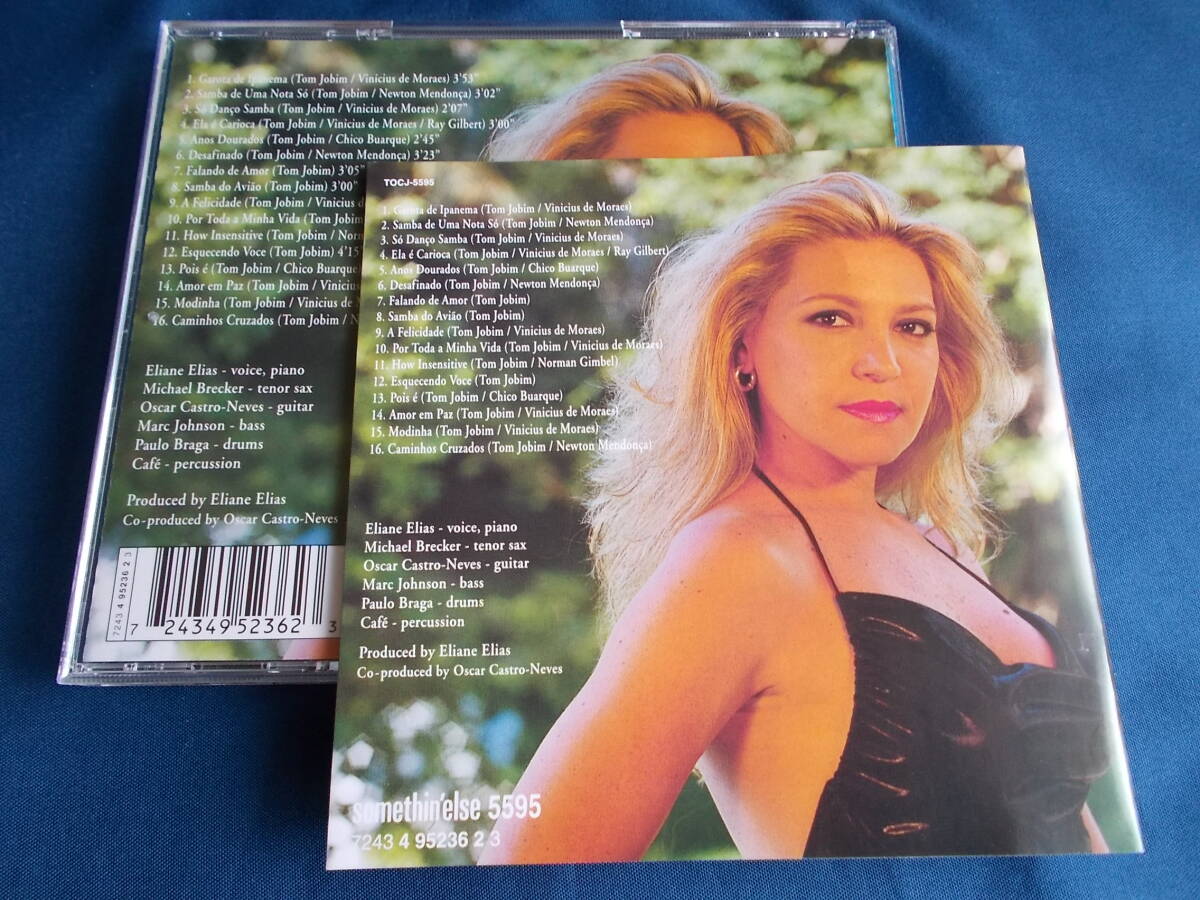 1. Garota de Ipanema (Tom Jobim / Vinicius de Moraes) 3'53"
2. Samba de Uma Nota Só (Tom Jobim / Newton Mendonça) 3'02"
3. Só Danço Samba (Tom Jobim / Vinicius de Moraes) 2'07"
4. Ela é Carioca (Tom Jobim / Vinicius de Moraes / Ray Gilbert) 3'00"
5. Anos Dourados (Tom Jobim / Chico Buarque) 2'45"
6. Desafinado (Tom Jobim / Newton Mendonça) 3'23"
7. Falando de Amor (Tom Jobim) 3'05"
8. Samba do Avião (Tom Jobim) 3'00"
9. A Felicidade (Tom Jobim / Vinicius d
10. Por Toda a Minha Vida (Tom Jobim
11. How Insensitive (Tom Jobim / Norm
12. Esquecendo Voce (Tom Jobim) 4'15
13. Pois é (Tom Jobim / Chico Buarque
14. Amor em Paz (Tom Jobim / Vinicius
15. Modinha (Tom Jobim / Vinicius de
16. Caminhos Cruzados (Tom Jobim / N
Eliane Elias - voice, piano
Michael Brecker - tenor sax
Oscar Castro-Neves - guitar
Marc Johnson - bass
Paulo Braga - drums
Café - percussion
Produced by Eliane Elias
Co-produced by Oscar Castro-Neves
7243 4 95236 2 3
7 24349 52362 3
TOCJ-5595
1. Garota de Ipanema (Tom Jobim / Vinicius de Moraes)
2. Samba de Uma Nota Só (Tom Jobim / Newton Mendonça)
3. Só Danço Samba (Tom Jobim / Vinicius de Moraes)
4. Ela é Carioca (Tom Jobim / Vinicius de Moraes / Ray Gilbert)
5. Anos Dourados (Tom Jobim / Chico Buarque)
6. Desafinado (Tom Jobim / Newton Mendonça)
7. Falando de Amor (Tom Jobim)
8. Samba do Avião (Tom Jobim)
9. A Felicidade (Tom Jobim / Vinicius de Moraes)
10. Por Toda a Minha Vida (Tom Jobim / Vinicius de Moraes)
11. How Insensitive (Tom Jobim / Norman Gimbel)
12. Esquecendo Voce (Tom Jobim)
13. Pois é (Tom Jobim / Chico Buarque)
14. Amor em Paz (Tom Jobim / Vinicius de Moraes)
15. Modinha (Tom Jobim / Vinicius de Moraes)
16. Caminhos Cruzados (Tom Jobim / Newton Mendonça)
Eliane Elias - voice, piano
Michael Brecker - tenor sax
Oscar Castro-Neves - guitar
Marc Johnson - bass
Paulo Braga - drums
Café - percussion
Produced by Eliane Elias
Co-produced by Oscar Castro-Neves
somethin'else 5595
7243 4 95236 2 3